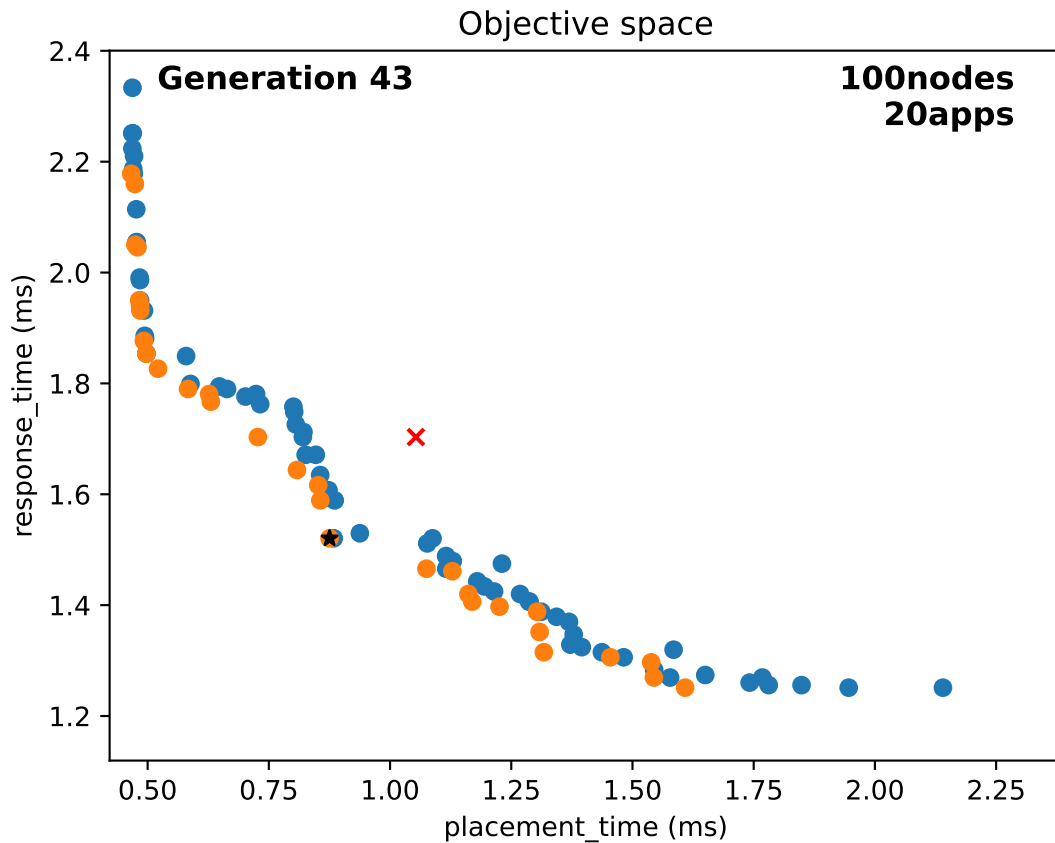 Objective space
Generation 43
100nodes
20apps
response_time (ms)
2.4
2.2
2.0
1.8
1.6
1.4
1.2
0.50 0.75 1.00 1.25 1.50 1.75 2.00 2.25
placement_time (ms)